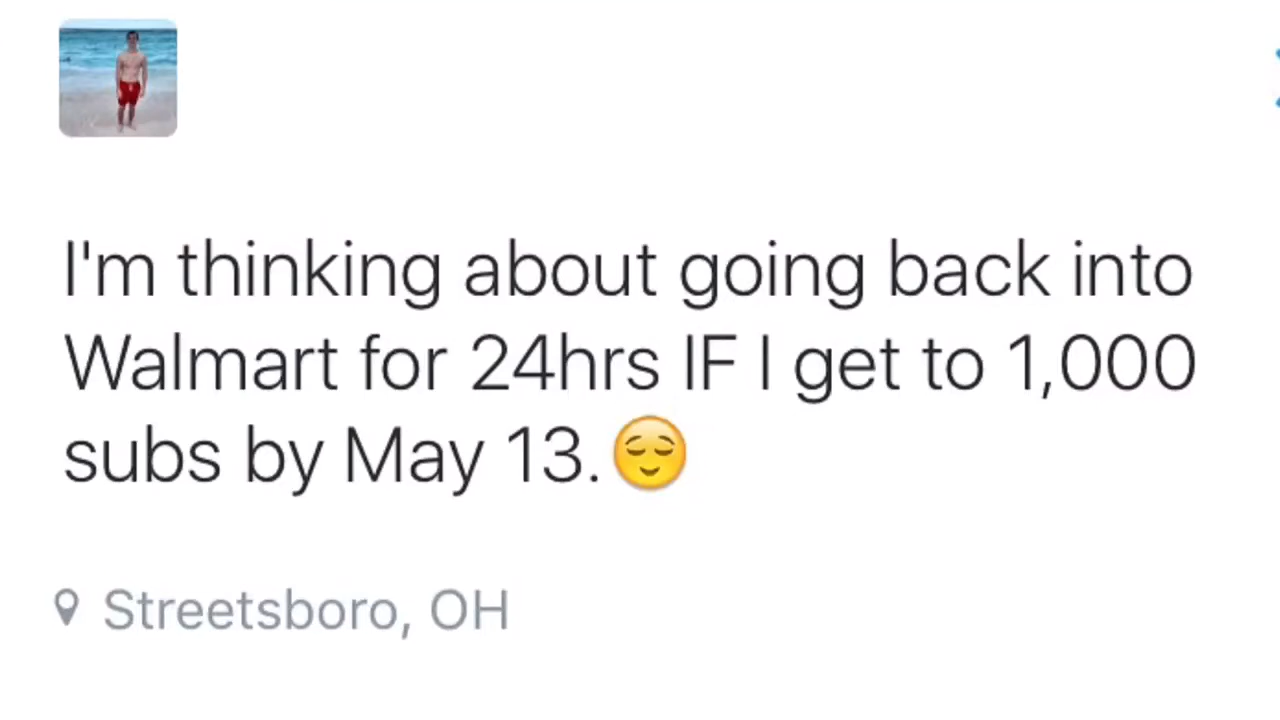 I'm thinking about going back into
Walmart for 24hrs IF I get to 1,000
subs by May 13.😌
Streetsboro, OH